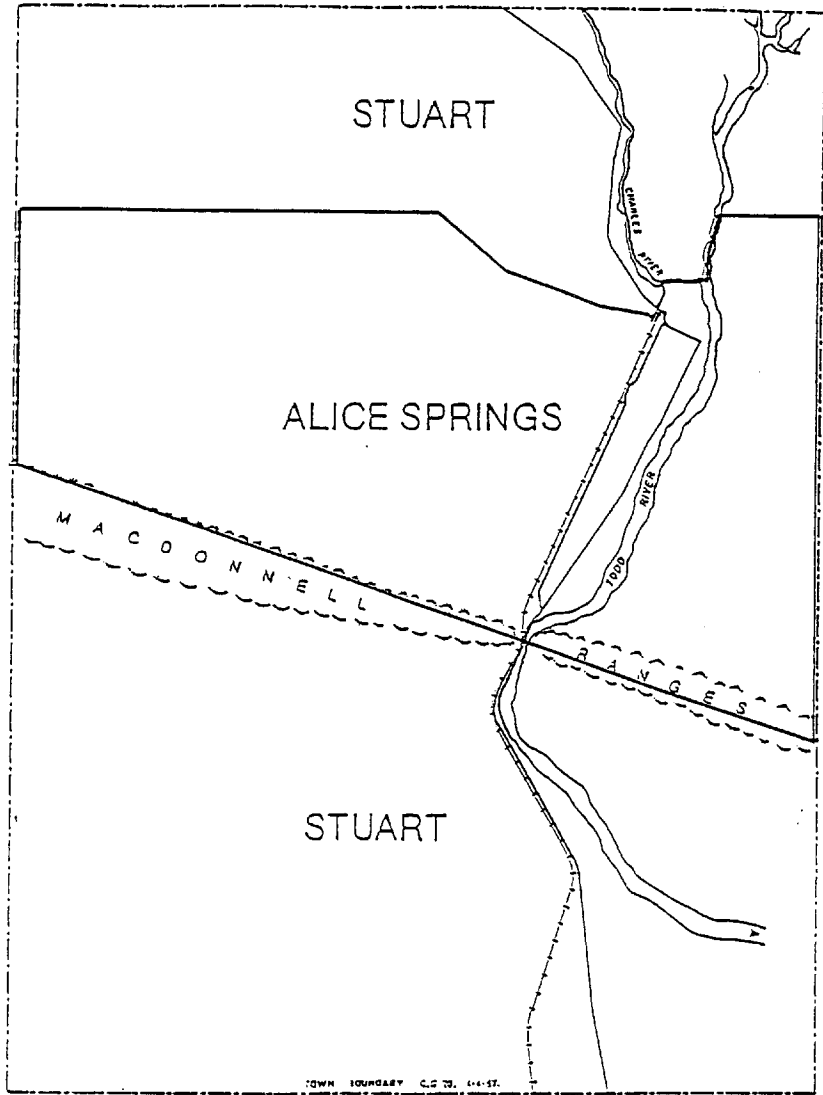 STUART
CHARLES RIVER
ALICE SPRINGS
TODD RIVER
MACDONNELL RANGES
STUART
TOWN BOUNDARY